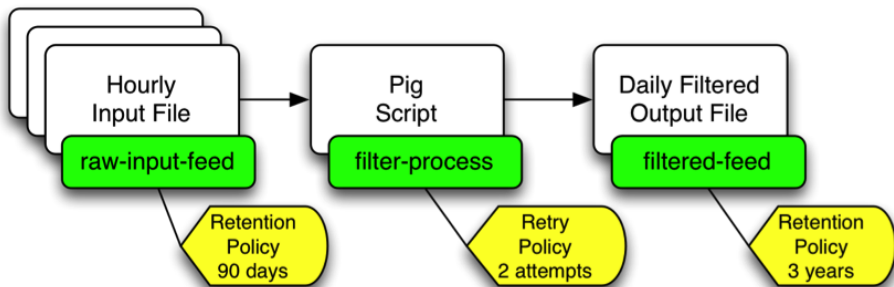 Hourly
Input File
raw-input-feed
Retention
Policy
90 days
Pig
Script
filter-process
Retry
Policy
2 attempts
Daily Filtered
Output File
filtered-feed
Retention
Policy
3 years